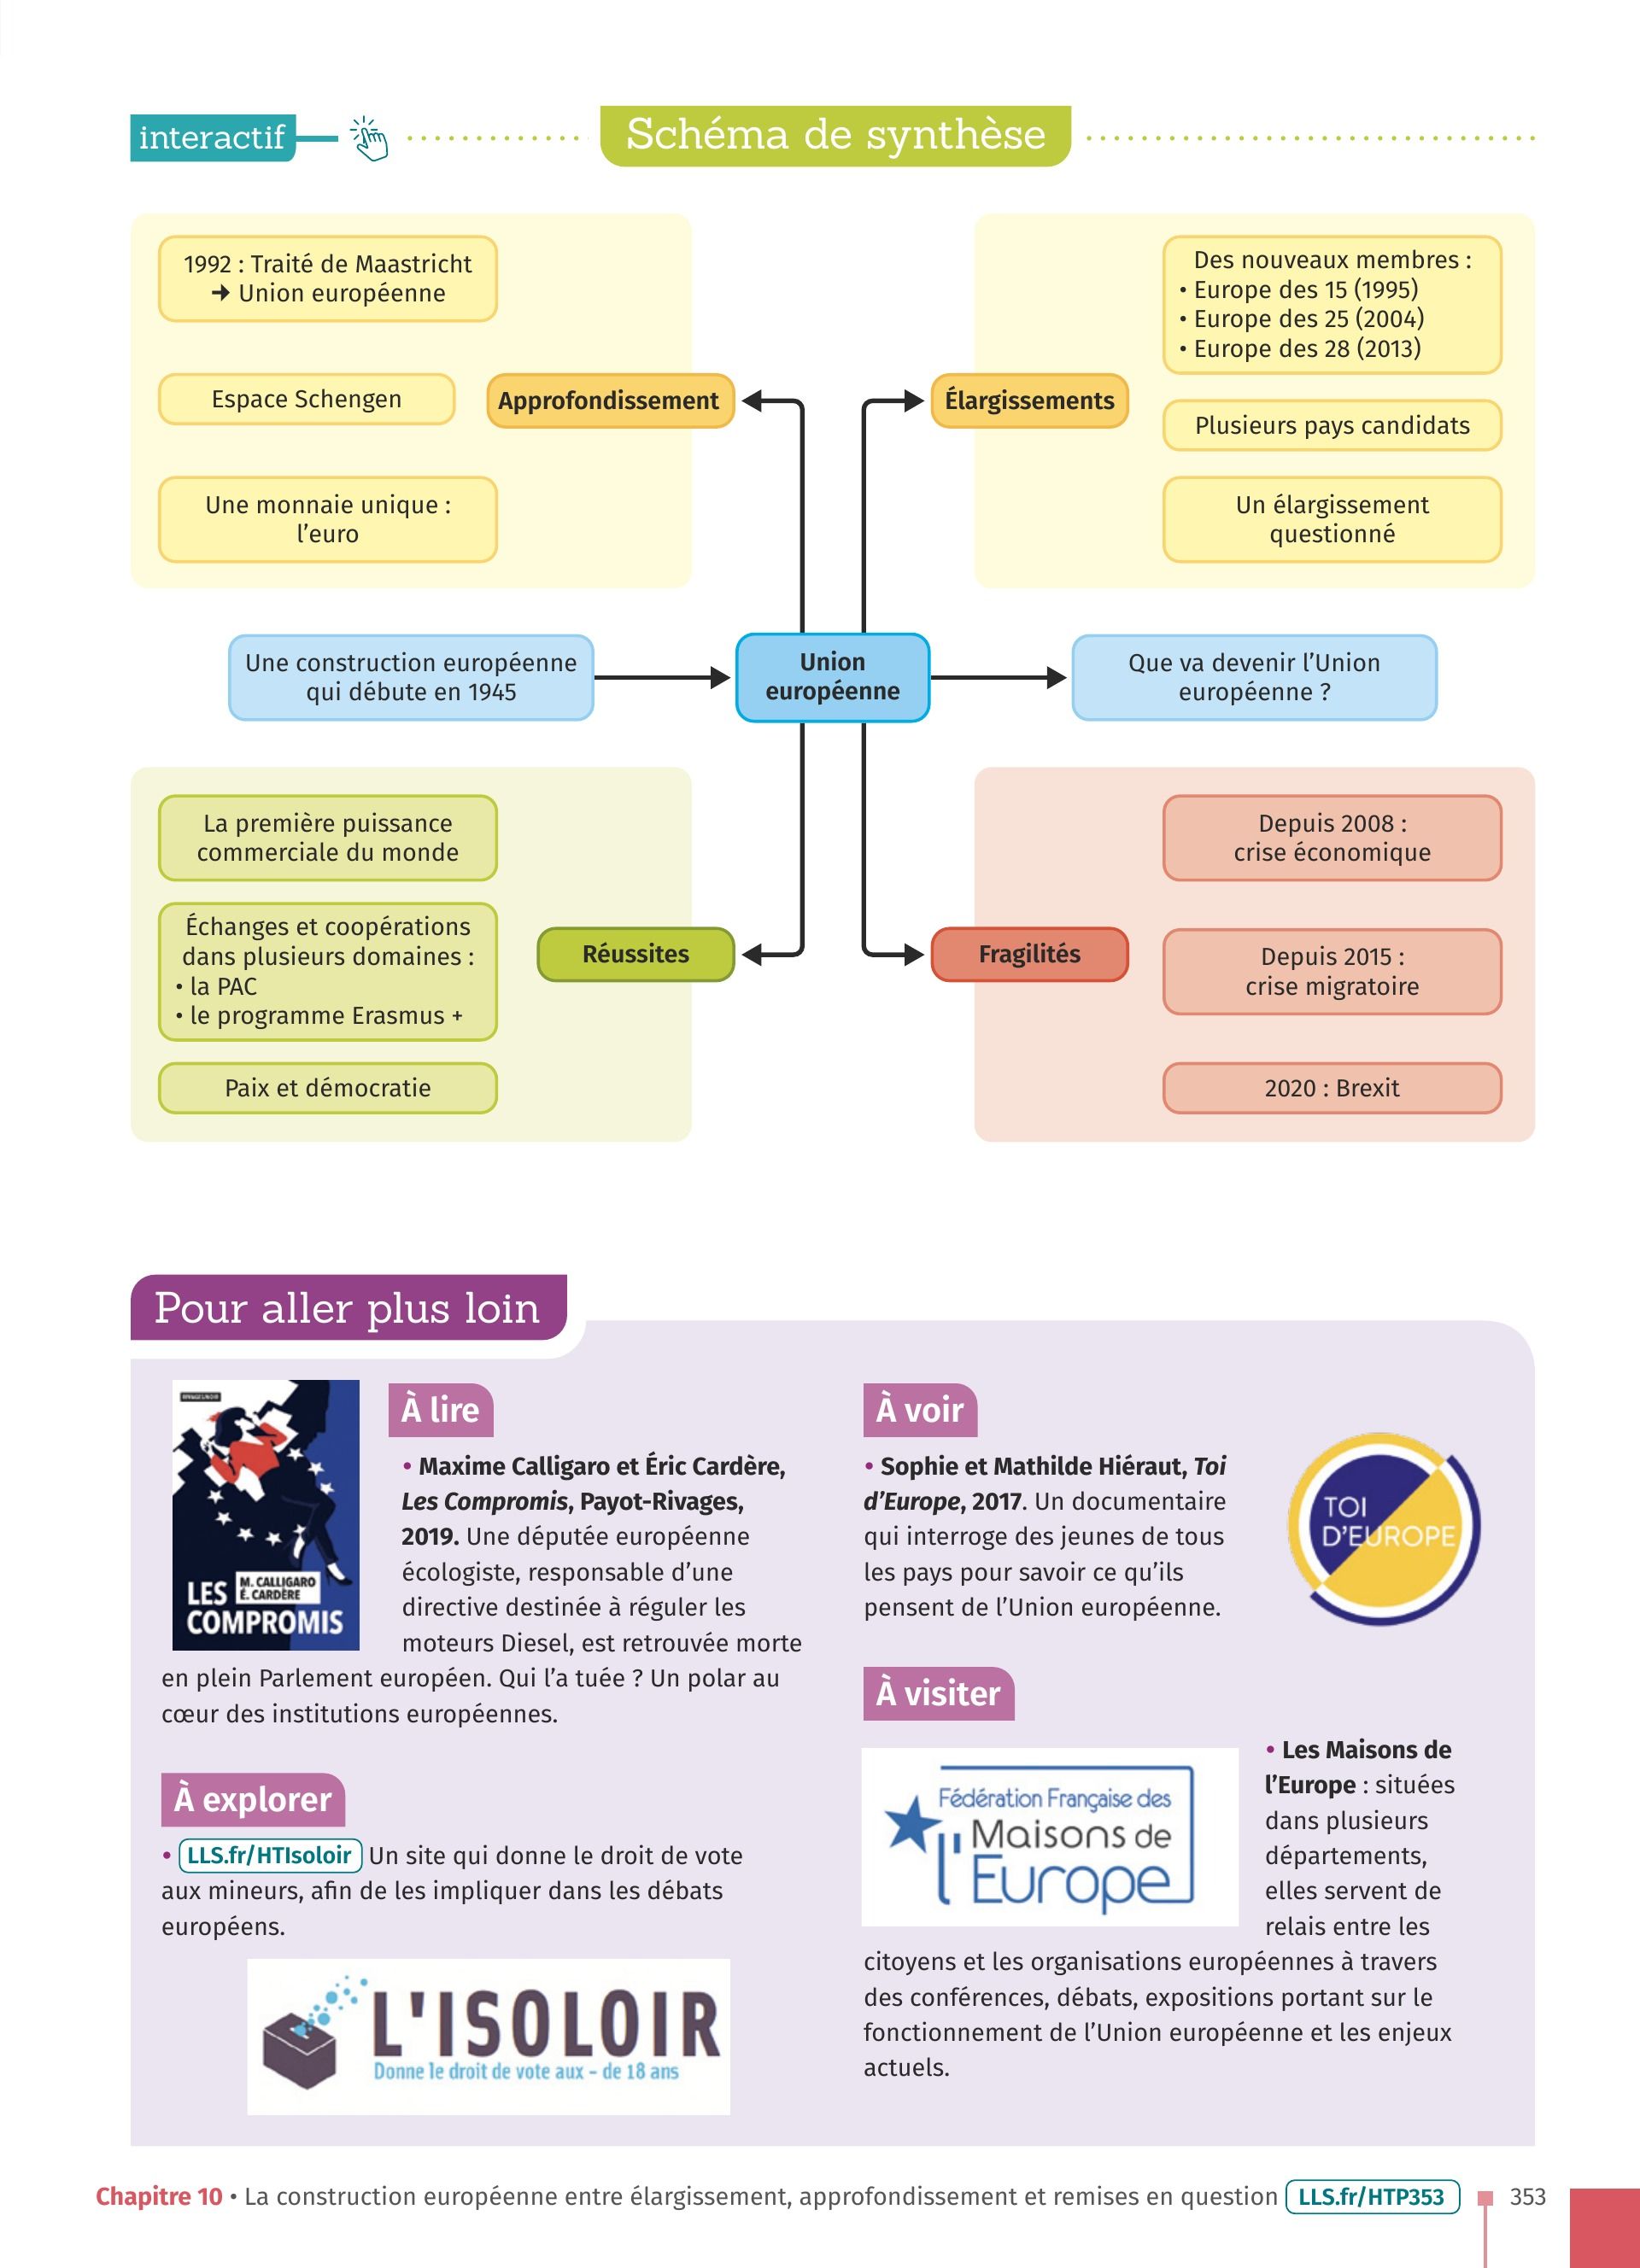 interactif
Schéma de synthèse
1992 : Traité de Maastricht
➜ Union européenne
Espace Schengen
Une monnaie unique :
l’euro
Approfondissement
Élargissements
Des nouveaux membres :
• Europe des 15 (1995)
• Europe des 25 (2004)
• Europe des 28 (2013)
Plusieurs pays candidats
Un élargissement
questionné
Une construction européenne
qui débute en 1945
Union
européenne
Que va devenir l’Union
européenne ?
La première puissance
commerciale du monde
Échanges et coopérations
dans plusieurs domaines :
• la PAC
• le programme Erasmus +
Paix et démocratie
Réussites
Fragilités
Depuis 2008 :
crise économique
Depuis 2015 :
crise migratoire
2020 : Brexit
Pour aller plus loin
M. CALLIGARO
É. CARDÈRE
LES
COMPROMIS
À lire
• Maxime Calligaro et Éric Cardère,
Les Compromis, Payot-Rivages,
2019. Une députée européenne
écologiste, responsable d’une
directive destinée à réguler les
moteurs Diesel, est retrouvée morte
en plein Parlement européen. Qui l’a tuée ? Un polar au
cœur des institutions européennes.
À explorer
• LLS.fr/HTIsoloir Un site qui donne le droit de vote
aux mineurs, afin de les impliquer dans les débats
européens.
L'ISOLOIR
Donne le droit de vote aux - de 18 ans
À voir
• Sophie et Mathilde Hiéraut, Toi
d’Europe, 2017. Un documentaire
qui interroge des jeunes de tous
les pays pour savoir ce qu’ils
pensent de l’Union européenne.
TOI
D'EUROPE
À visiter
Fédération Française des
Maisons de
l'Europe
• Les Maisons de
l’Europe : situées
dans plusieurs
départements,
elles servent de
relais entre les
citoyens et les organisations européennes à travers
des conférences, débats, expositions portant sur le
fonctionnement de l’Union européenne et les enjeux
actuels.
Chapitre 10 • La construction européenne entre élargissement, approfondissement et remises en question LLS.fr/HTP353 353